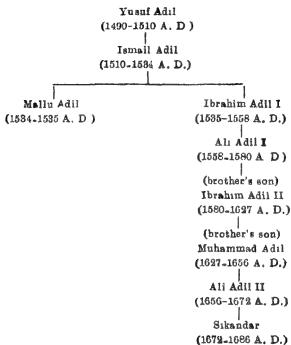 Yusuf Adil
(1490-1510 A. D )
Ismail Adil
(1510-1534 A. D.)
Mallu Adil
(1534-1535 A. D )
Ibrahim Adil I
(1535-1558 A. D.)
Ali Adil I
(1558-1580 A D)
(brother's son)
Ibrahim Adil II
(1580-1627 A. D.)
(brother's son)
Muhammad Adil
(1627-1656 A. D.)
Ali Adil II
(1656-1672 A. D.)
Sikandar
(1672-1686 A. D.)